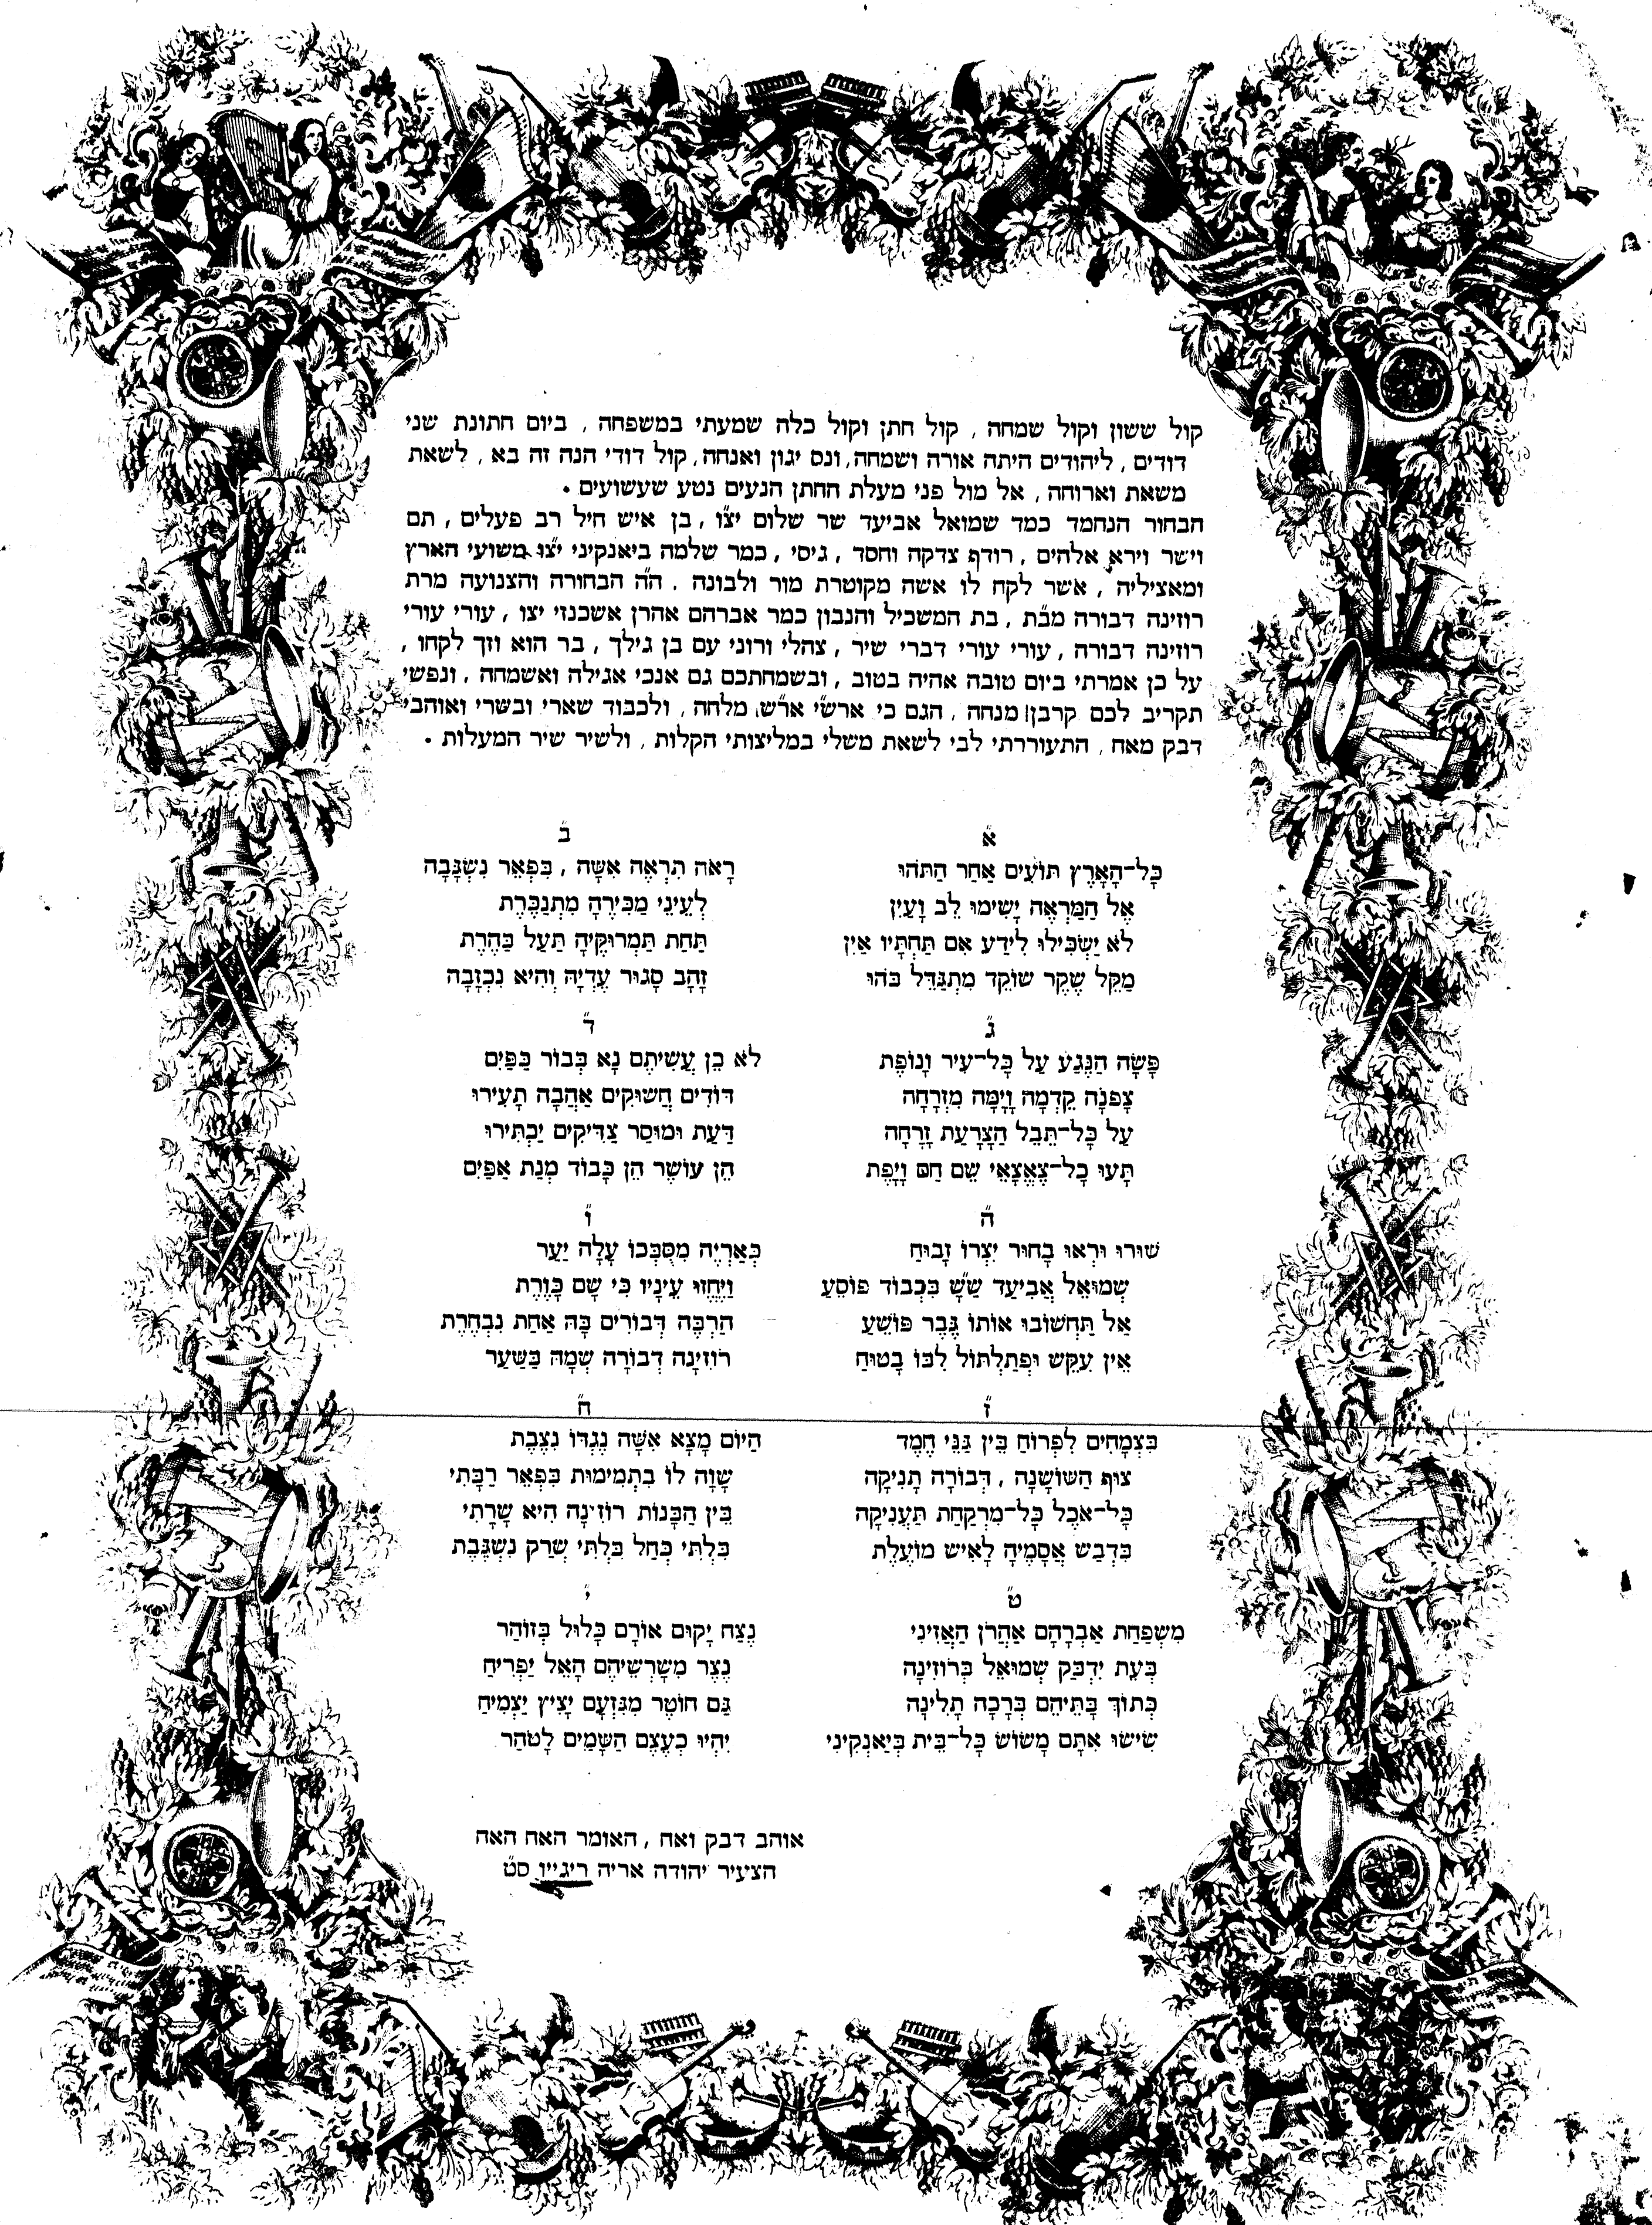 קול ששון וקול שמחה, קול חתן וקול כלה שמעתי במשפחה, ביום חתונת שני
דודים, ליהודים היתה אורה ושמחה, ונס יגון ואנחה, קול דודי הנה זה בא, לשאת
משאת וארוחה, אל מול פני מעלת החתן הנעים נטע שעשועים.
הבחור הנחמד כמד שמואל אביעד שר שלום יצ״ו, בן איש חיל רב פעלים, תם
וישר וירא אלהים, רודף צדקה וחסד, גיסי, כמר שלמה ביאנקיני יצ״ו משועי הארץ
ומאציליה, אשר לקח לו אשה מקוטרת מור ולבונה. ה״ה הבחורה והצנועה מרת
רוזינה דבורה מב״ת, בת המשכיל והנבון כמר אברהם אהרן אשכנזי יצו, עורי עורי
רוזינה דבורה, עורי עורי דברי שיר, צהלי ורוני עם בן גילך, בר הוא וזך לקחו,
על כן אמרתי ביום טובה אהיה בטוב, ובשמחתכם גם אנכי אגילה ואשמחה, ונפשי
תקריב לכם קרבן מנחה, הגם כי ארש״י אר״ש מלחה, ולכבוד שארי ובשרי ואוהבי
דבק מאח, התעוררתי לבי לשאת משלי במליצותי הקלות, ולשיר שיר המעלות.
א״
כָּל־הָאָרֶץ תּוֹעִים אַחַר הַתֹּהוּ
אֶל הַמַּרְאֶה יָשִׂימוּ לֵב וָעַיִן
לֹא יַשְׂכִּילוּ לִידַע אִם תַּחְתָּיו אַיִן
מַקֵּל שֶׁקֶר שׁוֹקֵד מִתְגַּדֵּל בֹּהוּ
ב״
רָאֹה תִרְאֶה אִשָּׁה, בִּפְאֵר נִשְׂגָּבָה
לְעֵינֵי מַכִּירֶהָ מִתְנַכֶּרֶת
תַּחַת תַּמְרוּקֶיהָ תַּעַל בַּהֶרֶת
זָהָב סָגוּר עֶדְיָהּ וְהִיא נִכְזָבָה
ג״
פָּשָׂה הַנֶּגַע עַל כָּל־עִיר וָנוֹפֶת
צָפֹנָה קֵדְמָה וָיָמָּה מִזְרָחָה
עַל כָּל־תֵּבֵל הַצָּרַעַת זָרְחָה
תָּעוּ כָל־צֶאֱצָאֵי שֵׁם חָם וָיָפֶת
ד״
לֹא כֵן עֲשִׂיתֶם נָא בְּבוֹר כַּפַּיִם
דּוֹדִים חֲשׁוּקִים אַהֲבָה תָעִירוּ
דַּעַת וּמוּסַר צַדִּיקִים יַכְתִּירוּ
הֵן עוֹשֶׁר הֵן כָּבוֹד מְנַת אַפַּיִם
ה״
שׁוּרוּ וּרְאוּ בָחוּר יִצְרוֹ זָבוּחַ
שְׁמוּאֵל אֲבִיעַד שַׁ״שׁ בִּכְבוֹד פּוֹסֵעַ
אַל תַּחְשׁוֹבוּ אוֹתוֹ גֶּבֶר פּוֹשֵׁעַ
אֵין עִקֵּשׁ וּפְתַלְתּוֹל לִבּוֹ בָטוּחַ
ו״
כְּאַרְיֵה מִסֻּבְּכוֹ עָלָה יַעַר
וַיֶּחֱזוּ עֵינָיו כִּי שָׁם כַּוֶּרֶת
הַרְבֵּה דְּבוֹרִים בָּהּ אַחַת נִבְחֶרֶת
רוֹזִינָה דְבוֹרָה שְׁמָהּ בַּשַּׁעַר
ז״
בִּצְמָחִים לִפְרוֹחַ בֵּין גַּנֵּי חֶמֶד
צוּף הַשּׁוֹשָׁנָה, דְּבוֹרָה תָנִיקָה
כָּל־אֹכֶל כָּל־מִרְקַחַת תַּעֲנִיקָה
בִּדְבַשׁ אֲסָמֶיהָ לָאִישׁ מוֹעֶלֶת
ח״
הַיּוֹם מָצָא אִשָּׁה נֶגְדּוֹ נִצֶּבֶת
שָׁוָה לוֹ בִּתְמִימוּת בִּפְאֵר רַבָּתִי
בֵּין הַבָּנוֹת רוֹזִינָה הִיא שָׂרָתִי
בִּלְתִּי כְּחַל בִּלְתִּי שְׂרַק נִשְׂגֶּבֶת
ט״
מִשְׁפַּחַת אַבְרָהָם אַהֲרֹן הַאֲזִינִי
בְּעֵת יִדְבַּק שְׁמוּאֵל בְּרוֹזִינָה
בְּתוֹךְ בָּתֵּיהֶם בְּרָכָה תָלִינָה
שִׂישׂוּ אִתָּם מָשׂוֹשׂ כָּל־בֵּית בְּיַאנְקִינִי
י״
נֶצַח יָקוּם אוֹרָם כָּלוּל בְּזוֹהַר
נֵצֶר מִשָּׁרְשֵׁיהֶם הָאֵל יַפְרִיחַ
גַּם חוֹטֶר מִגִּזְעָם יָצִיץ יַצְמִיחַ
יִהְיוּ כְעֶצֶם הַשָּׁמַיִם לָטֹהַר
אוהב דבק ואח, האומר האח האח
הצעיר יהודה אריה ריגייו ס״ט